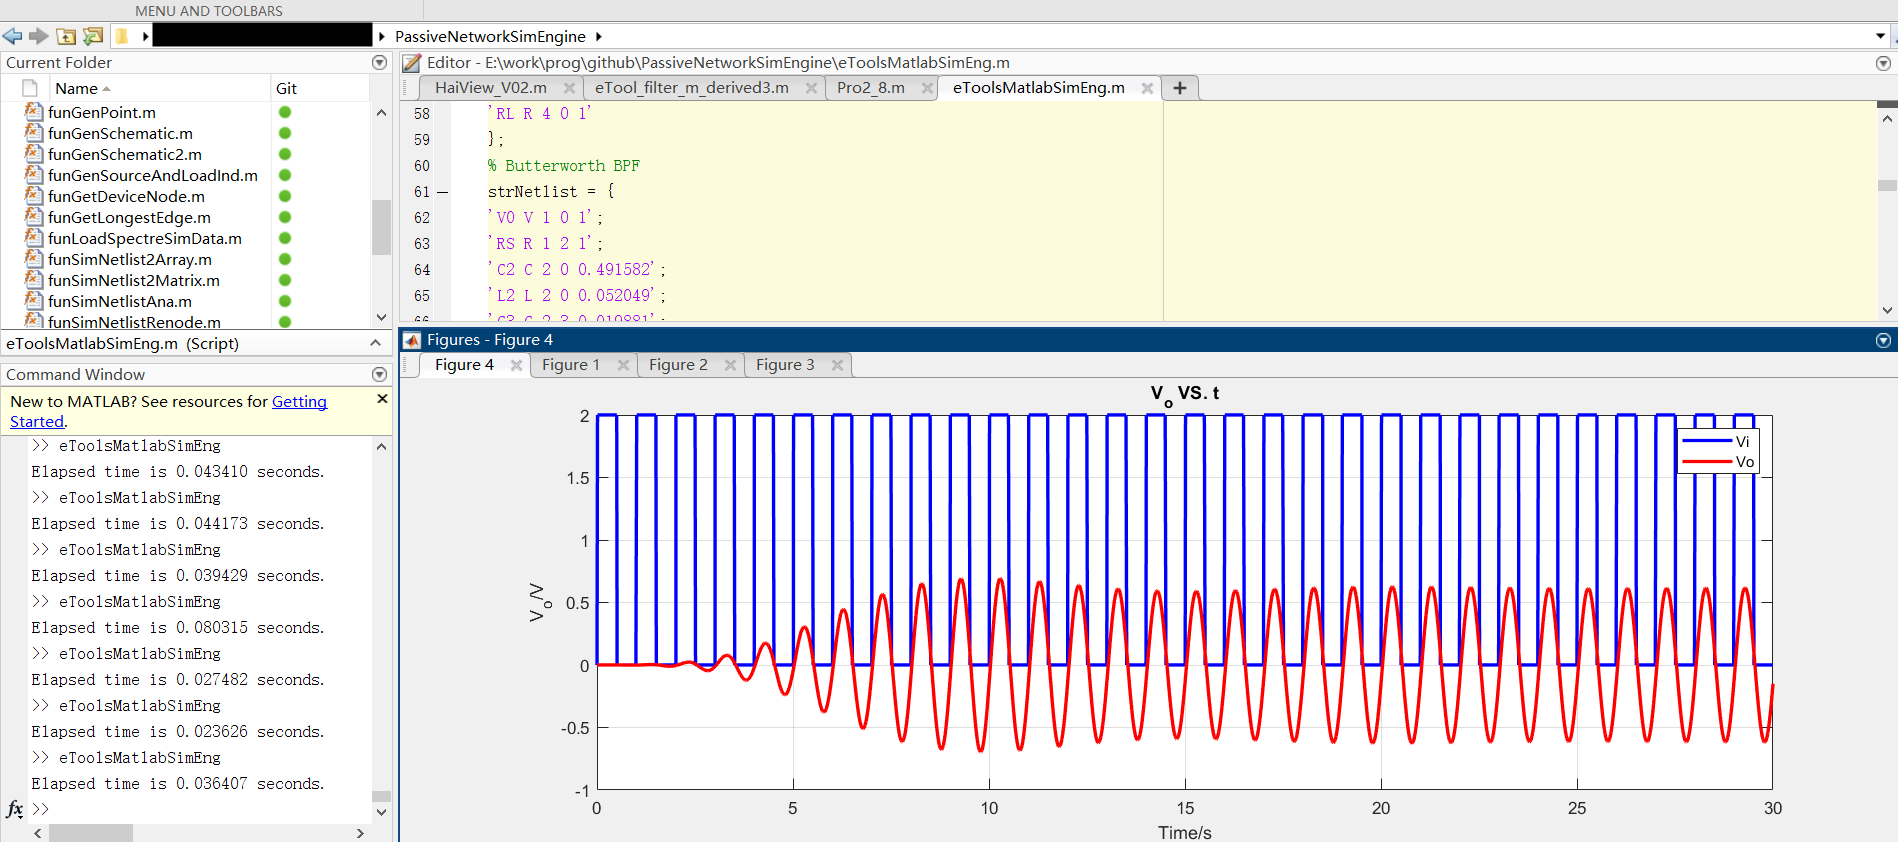 MENU AND TOOLBARS
PassiveNetworkSimEngine
Current Folder
Name Git
funGenPoint.m
funGenSchematic.m
funGenSchematic2.m
funGenSourceAndLoadInd.m
funGetDeviceNode.m
funGetLongestEdge.m
funLoadSpectreSimData.m
funSimNetlist2Array.m
funSimNetlist2Matrix.m
funSimNetlistAna.m
funSimNetlistRenode.m
eToolsMatlabSimEng.m (Script)
Command Window
New to MATLAB? See resources for Getting
Started.
>> eToolsMatlabSimEng
Elapsed time is 0.043410 seconds.
>> eToolsMatlabSimEng
Elapsed time is 0.044173 seconds.
>> eToolsMatlabSimEng
Elapsed time is 0.039429 seconds.
>> eToolsMatlabSimEng
Elapsed time is 0.080315 seconds.
>> eToolsMatlabSimEng
Elapsed time is 0.027482 seconds.
>> eToolsMatlabSimEng
Elapsed time is 0.023626 seconds.
>> eToolsMatlabSimEng
Elapsed time is 0.036407 seconds.
fx >>
Editor - E:\work\prog\github\PassiveNetworkSimEngine\eToolsMatlabSimEng.m
HaiView_V02.m eTool_filter_m_derived3.m Pro2_8.m eToolsMatlabSimEng.m
58 'RL R 4 0 1'
59 };
60 % Butterworth BPF
61 strNetlist = {
62 'V0 V 1 0 1';
63 'RS R 1 2 1';
64 'C2 C 2 0 0.491582';
65 'L2 L 2 0 0.052049';
66 'C3 C 2 3 0.019881';
Figures - Figure 4
Figure 4 Figure 1 Figure 2 Figure 3
Vo VS. t
Vi
Vo
Vo/V
2
1.5
1
0.5
0
-0.5
-1
0 5 10 15 20 25 30
Time/s